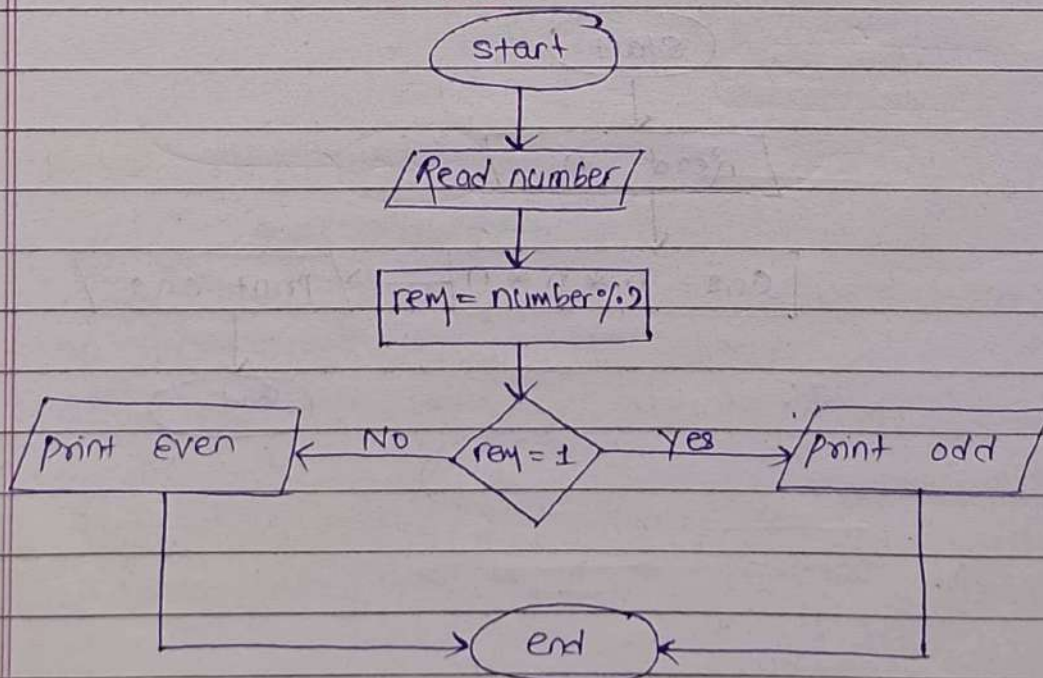 start
Read number
rem = number%2
print even
No
rem = 1
Yes
print odd
end